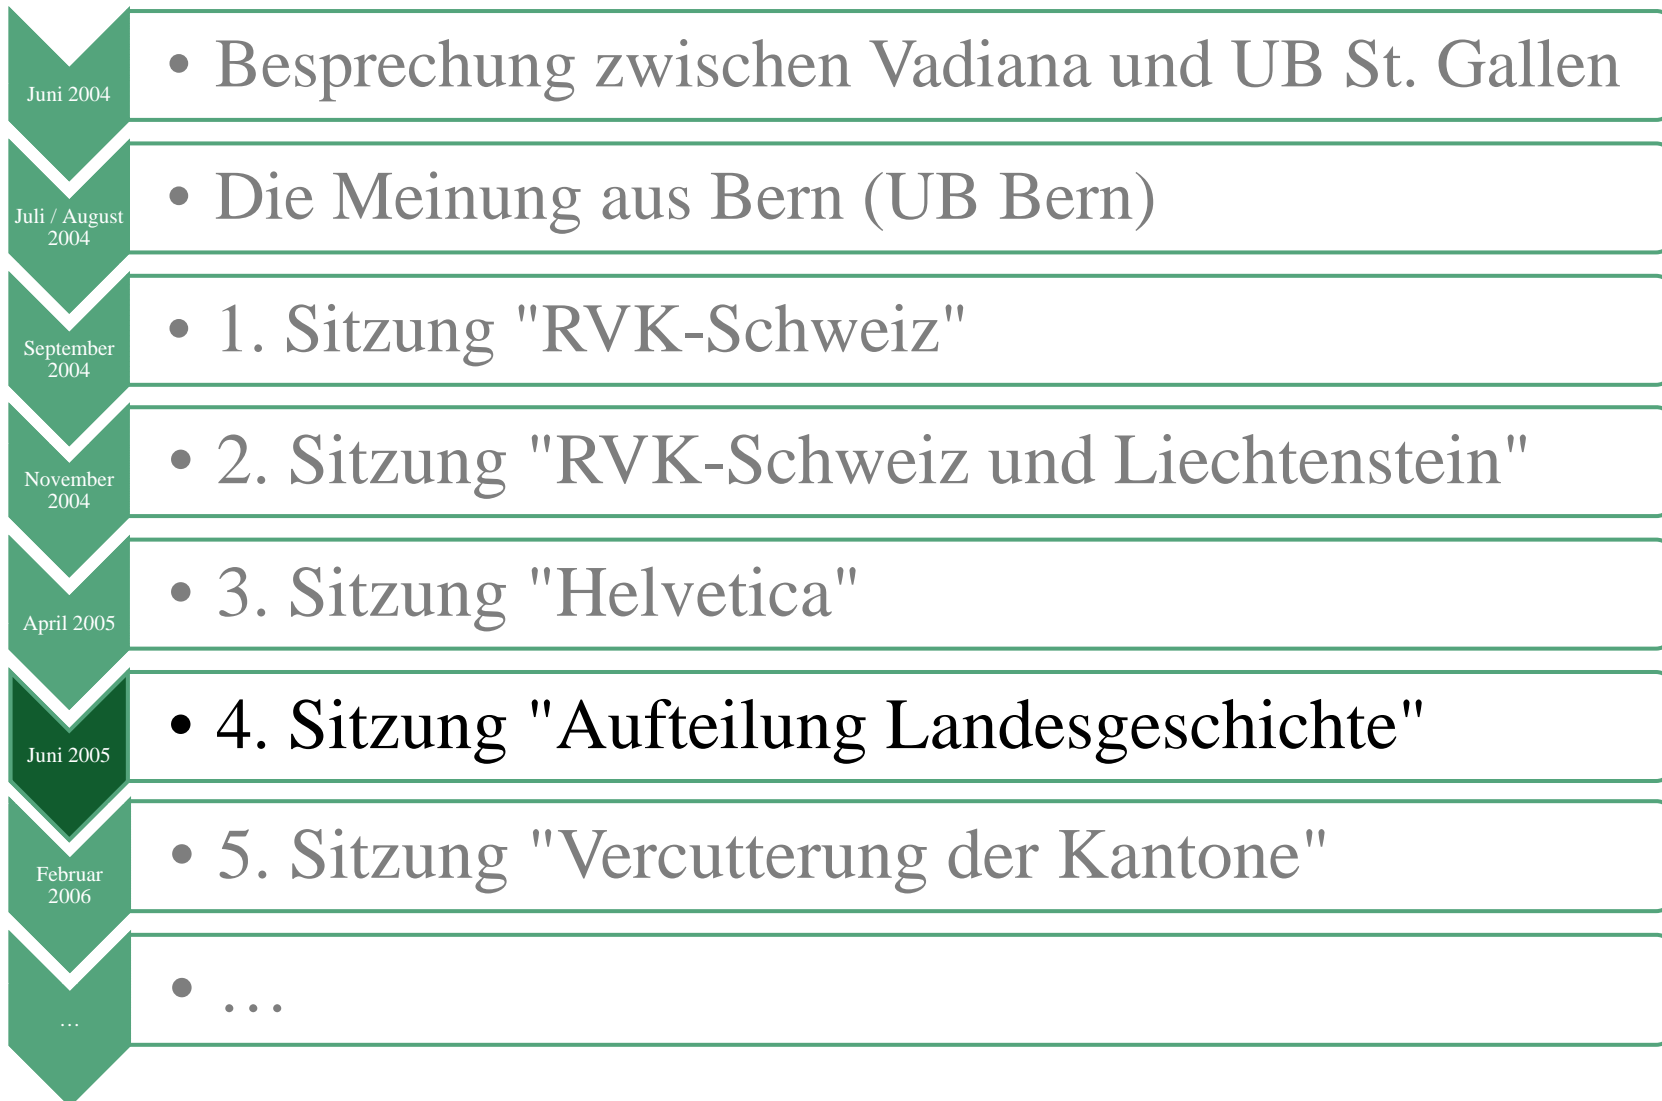 Juni 2004
• Besprechung zwischen Vadiana und UB St. Gallen
Juli / August
2004
• Die Meinung aus Bern (UB Bern)
September
2004
• 1. Sitzung "RVK-Schweiz"
November
2004
• 2. Sitzung "RVK-Schweiz und Liechtenstein"
April 2005
• 3. Sitzung "Helvetica"
Juni 2005
• 4. Sitzung "Aufteilung Landesgeschichte"
Februar
2006
• 5. Sitzung "Vercutterung der Kantone"
…
• …